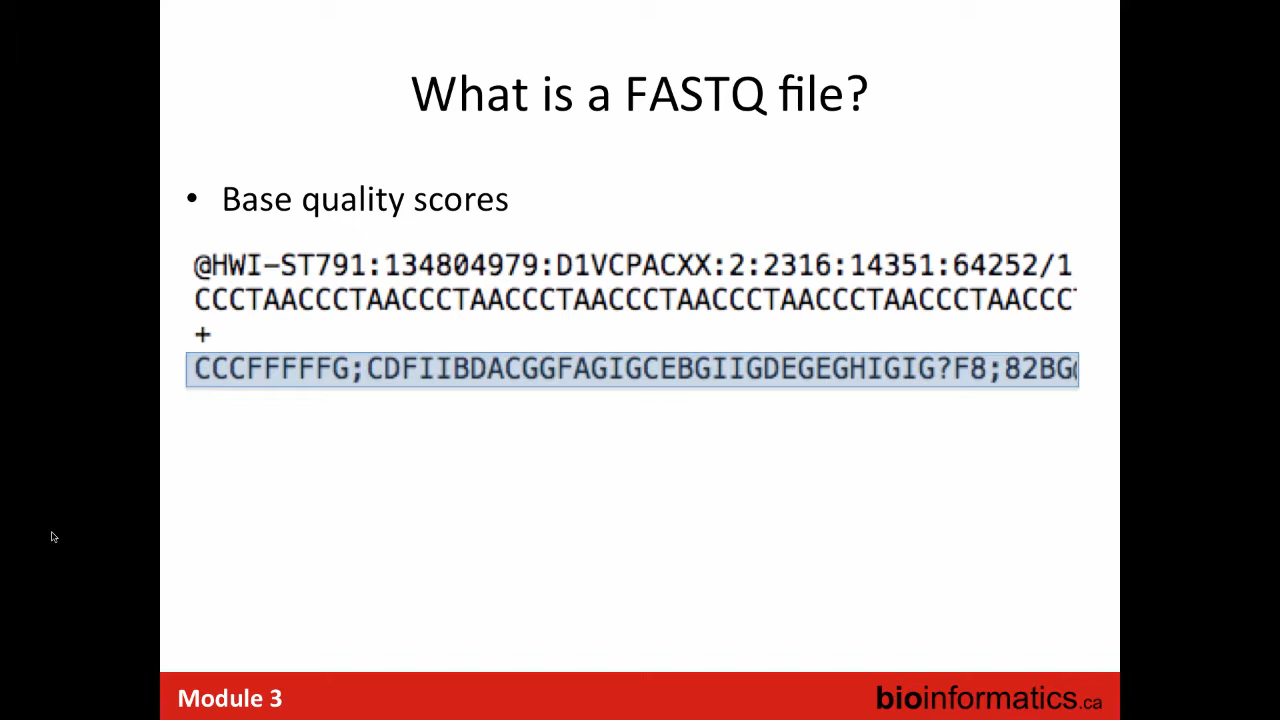 What is a FASTQ file?
• Base quality scores
@HWI-ST791:134804979:D1VCPACXX:2:2316:14351:64252/1
CCCTAACCCTAACCCTAACCCTAACCCTAACCCTAACCCTAACCCTAACCC
+
CCCFFFFFG;CDFIIBDACGGFAGIGCEBGIIGDEGEGHIGIG?F8;82BG
Module 3
bioinformatics.ca